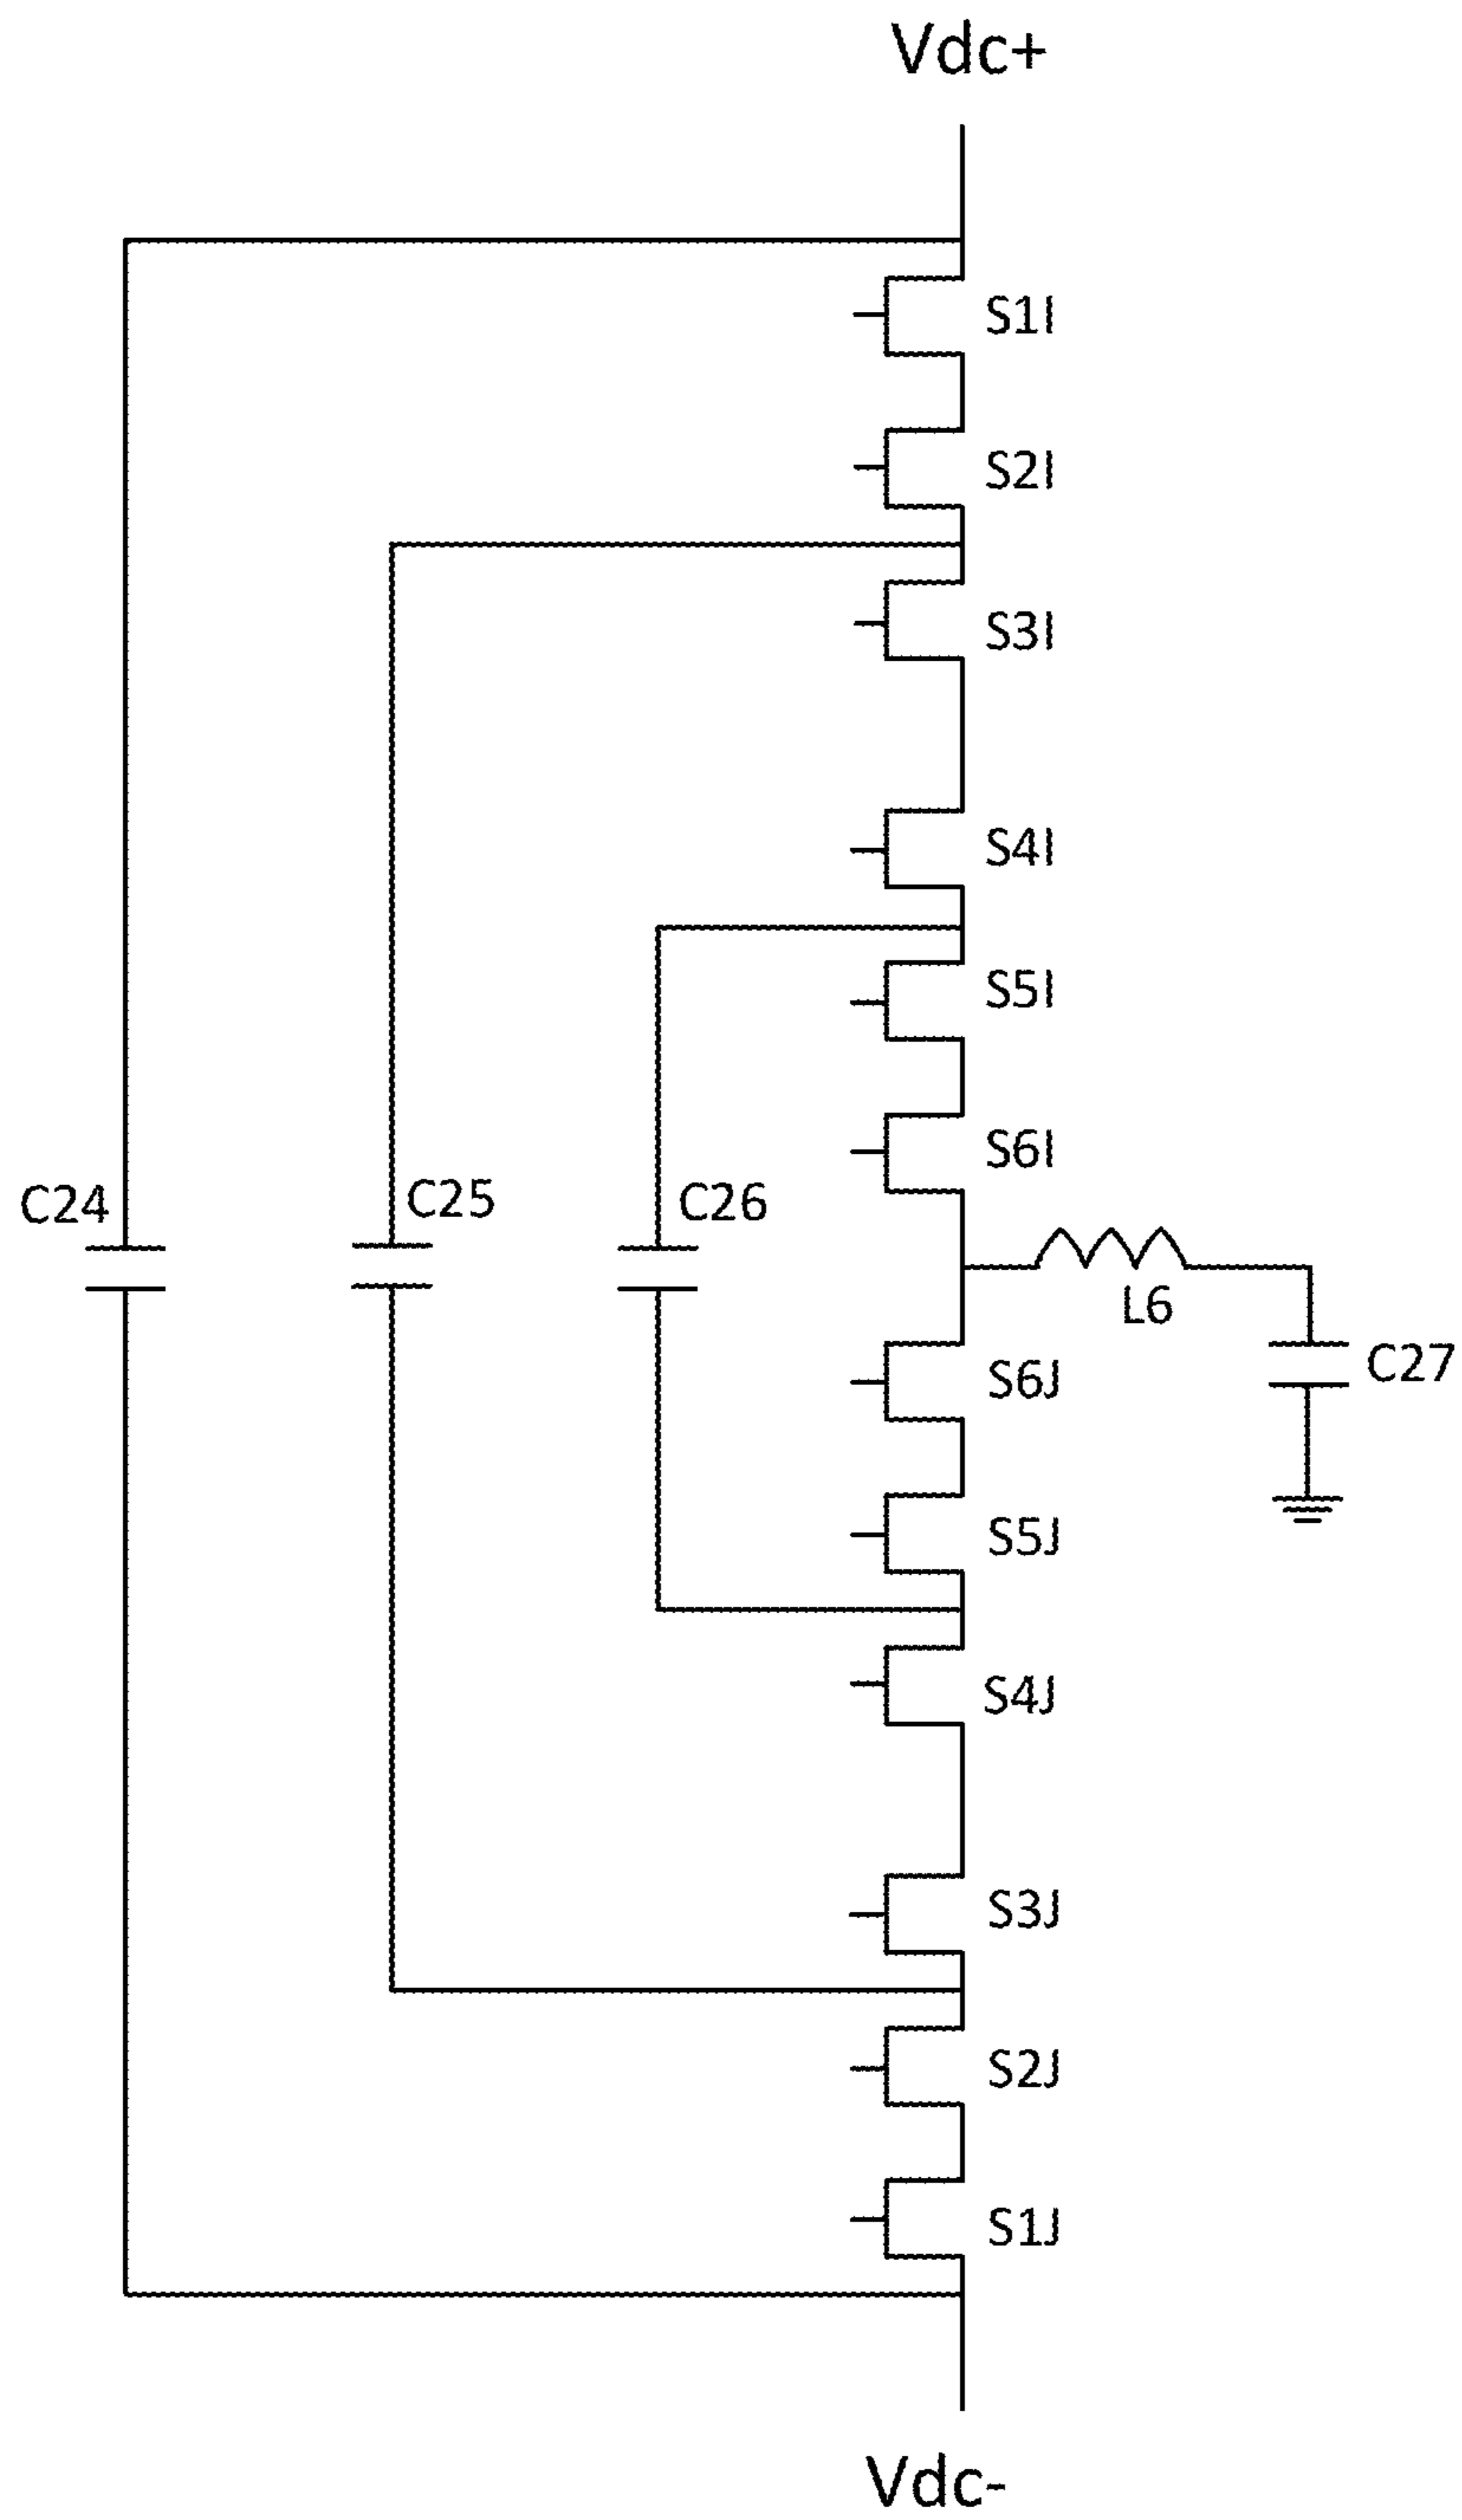 Vdc+
S1I
S2I
S3I
S4I
S5I
S6I
C24
C25
C26
L6
C27
S6J
S5J
S4J
S3J
S2J
S1J
Vdc-